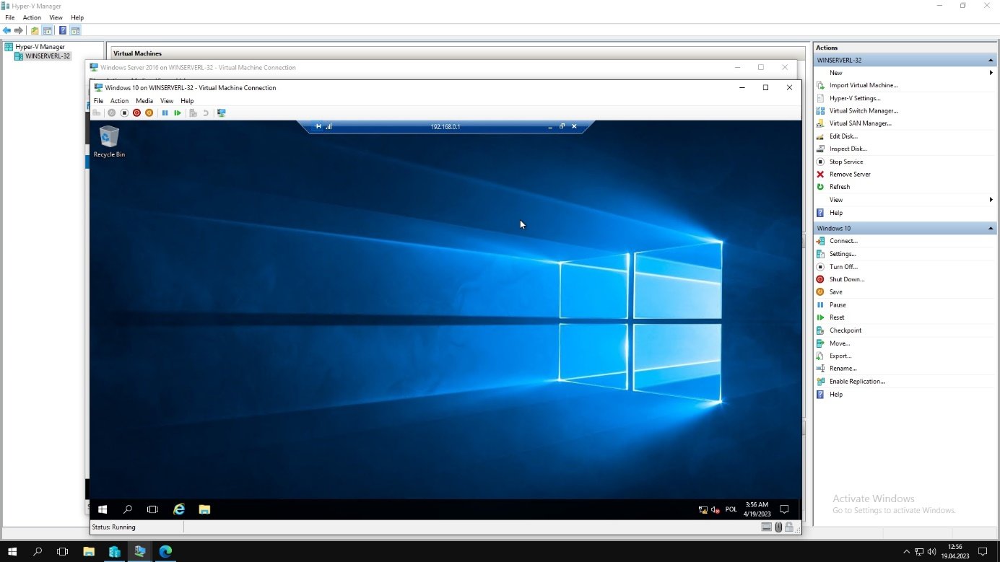 Hyper-V Manager
File Action View Help
Hyper-V Manager
WINSERVERL-32
Virtual Machines
Windows Server 2016 on WINSERVERL-32 - Virtual Machine Connection
Windows 10 on WINSERVERL-32 - Virtual Machine Connection
File Action Media View Help
192.168.0.1
Recycle Bin
POL
3:56 AM
4/19/2023
Status: Running
Actions
WINSERVERL-32
New
Import Virtual Machine...
Hyper-V Settings...
Virtual Switch Manager...
Virtual SAN Manager...
Edit Disk...
Inspect Disk...
Stop Service
Remove Server
Refresh
View
Help
Windows 10
Connect...
Settings...
Turn Off...
Shut Down...
Save
Pause
Reset
Checkpoint
Move...
Export...
Rename...
Enable Replication...
Help
Activate Windows
Go to Settings to activate Windows.
12:56
19.04.2023